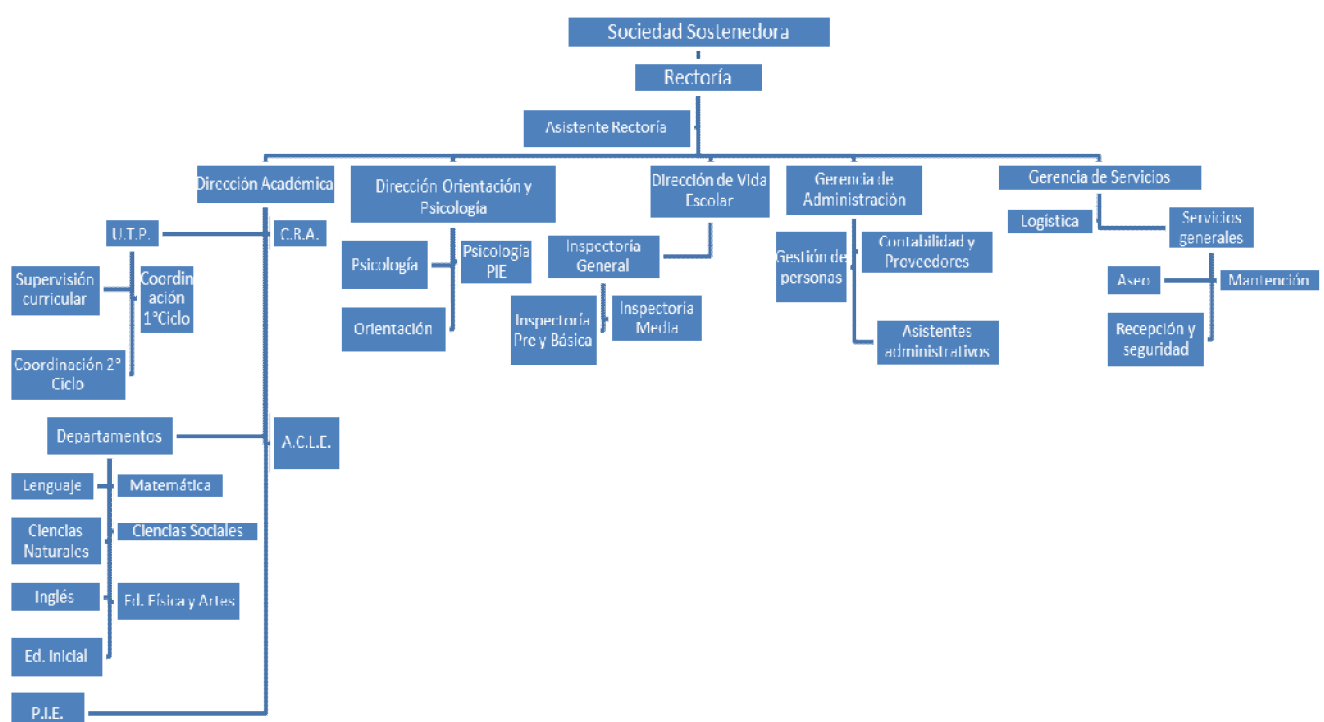 Sociedad Sostenedora
Rectoría
Asistente Rectoría
Dirección Académica
Dirección Orientación y
Psicología
Dirección de Vida
Escolar
Gerencia de
Administración
Gerencia de Servicios
U.T.P.
C.R.A.
Supervisión
curricular
Coordin
ación
1°Ciclo
Coordinación 2°
Ciclo
Psicología
Psicología
PIE
Orientación
Inspectoría
General
Inspectoría
Pre y Básica
Inspectoria
Media
Gestión de
personas
Contabilidad y
Proveedores
Asistentes
administrativos
Logística
Servicios
generales
Aseo
Mantención
Recepción y
seguridad
Departamentos
A.C.L.E.
Lenguaje
Matemática
Ciencias
Naturales
Ciencias Sociales
Inglés
Ed. Física y Artes
Ed. Inicial
P.I.E.